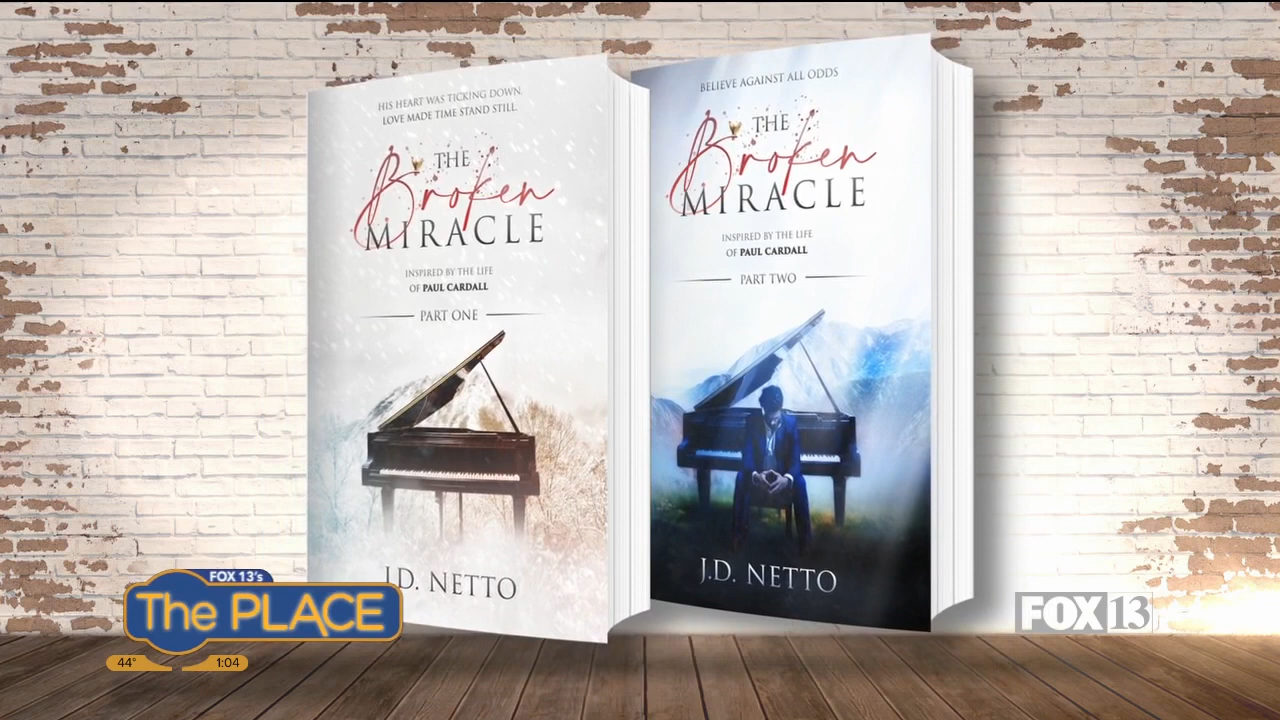 HIS HEART WAS TICKING DOWN.
LOVE MADE TIME STAND STILL.
THE
Broken
MIRACLE
INSPIRED BY THE LIFE
OF PAUL CARDALL
PART ONE
J.D. NETTO
BELIEVE AGAINST ALL ODDS
THE
Broken
MIRACLE
INSPIRED BY THE LIFE
OF PAUL CARDALL
PART TWO
J.D. NETTO
FOX 13's
The PLACE
44° 1:04
FOX 13